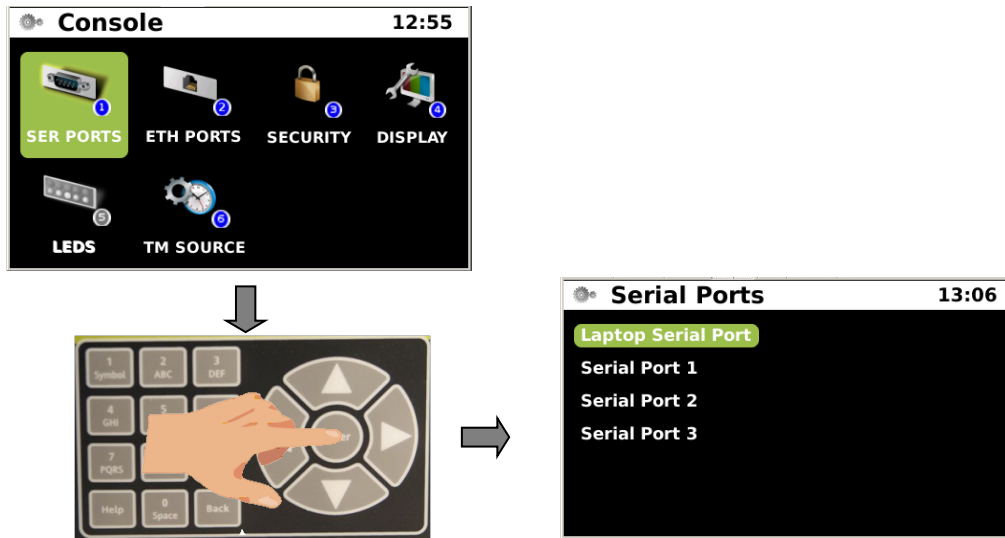 Console 12:55
1 2 3 4
SER PORTS ETH PORTS SECURITY DISPLAY
5 6
LEDS TM SOURCE
1 2 3
Symbol ABC DEF
4 5
GHI
7
PQRS
Help 0 Back
Space
Serial Ports 13:06
Laptop Serial Port
Serial Port 1
Serial Port 2
Serial Port 3